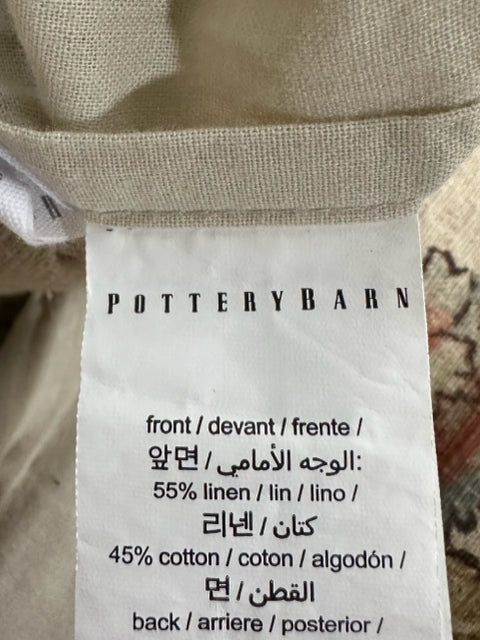 POTTERYBARN
front / devant / frente /
앞면 / الوجه الأمامي:
55% linen / lin / lino /
리넨 / كتان
45% cotton / coton / algodón /
면 / القطن
back / arriere / posterior /